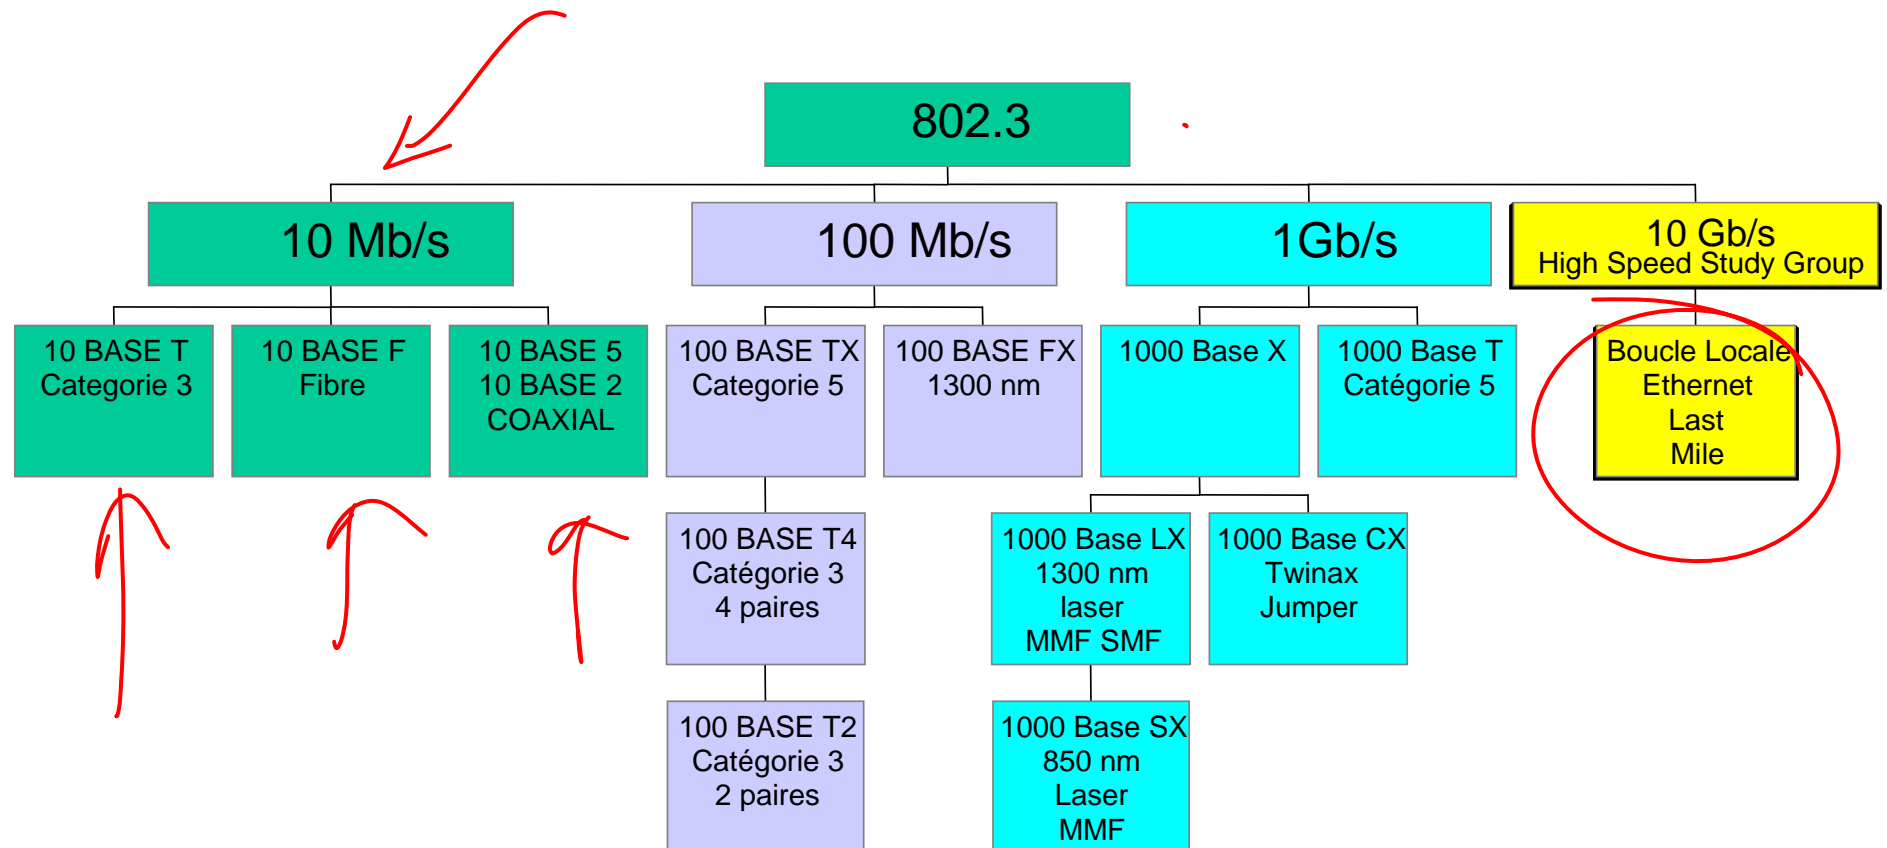 802.3
10 Mb/s
100 Mb/s
1Gb/s
10 Gb/s
High Speed Study Group
10 BASE T
Categorie 3
10 BASE F
Fibre
10 BASE 5
10 BASE 2
COAXIAL
100 BASE TX
Categorie 5
100 BASE FX
1300 nm
1000 Base X
1000 Base T
Catégorie 5
Boucle Locale
Ethernet
Last
Mile
100 BASE T4
Catégorie 3
4 paires
1000 Base LX
1300 nm
laser
MMF SMF
1000 Base CX
Twinax
Jumper
100 BASE T2
Catégorie 3
2 paires
1000 Base SX
850 nm
Laser
MMF